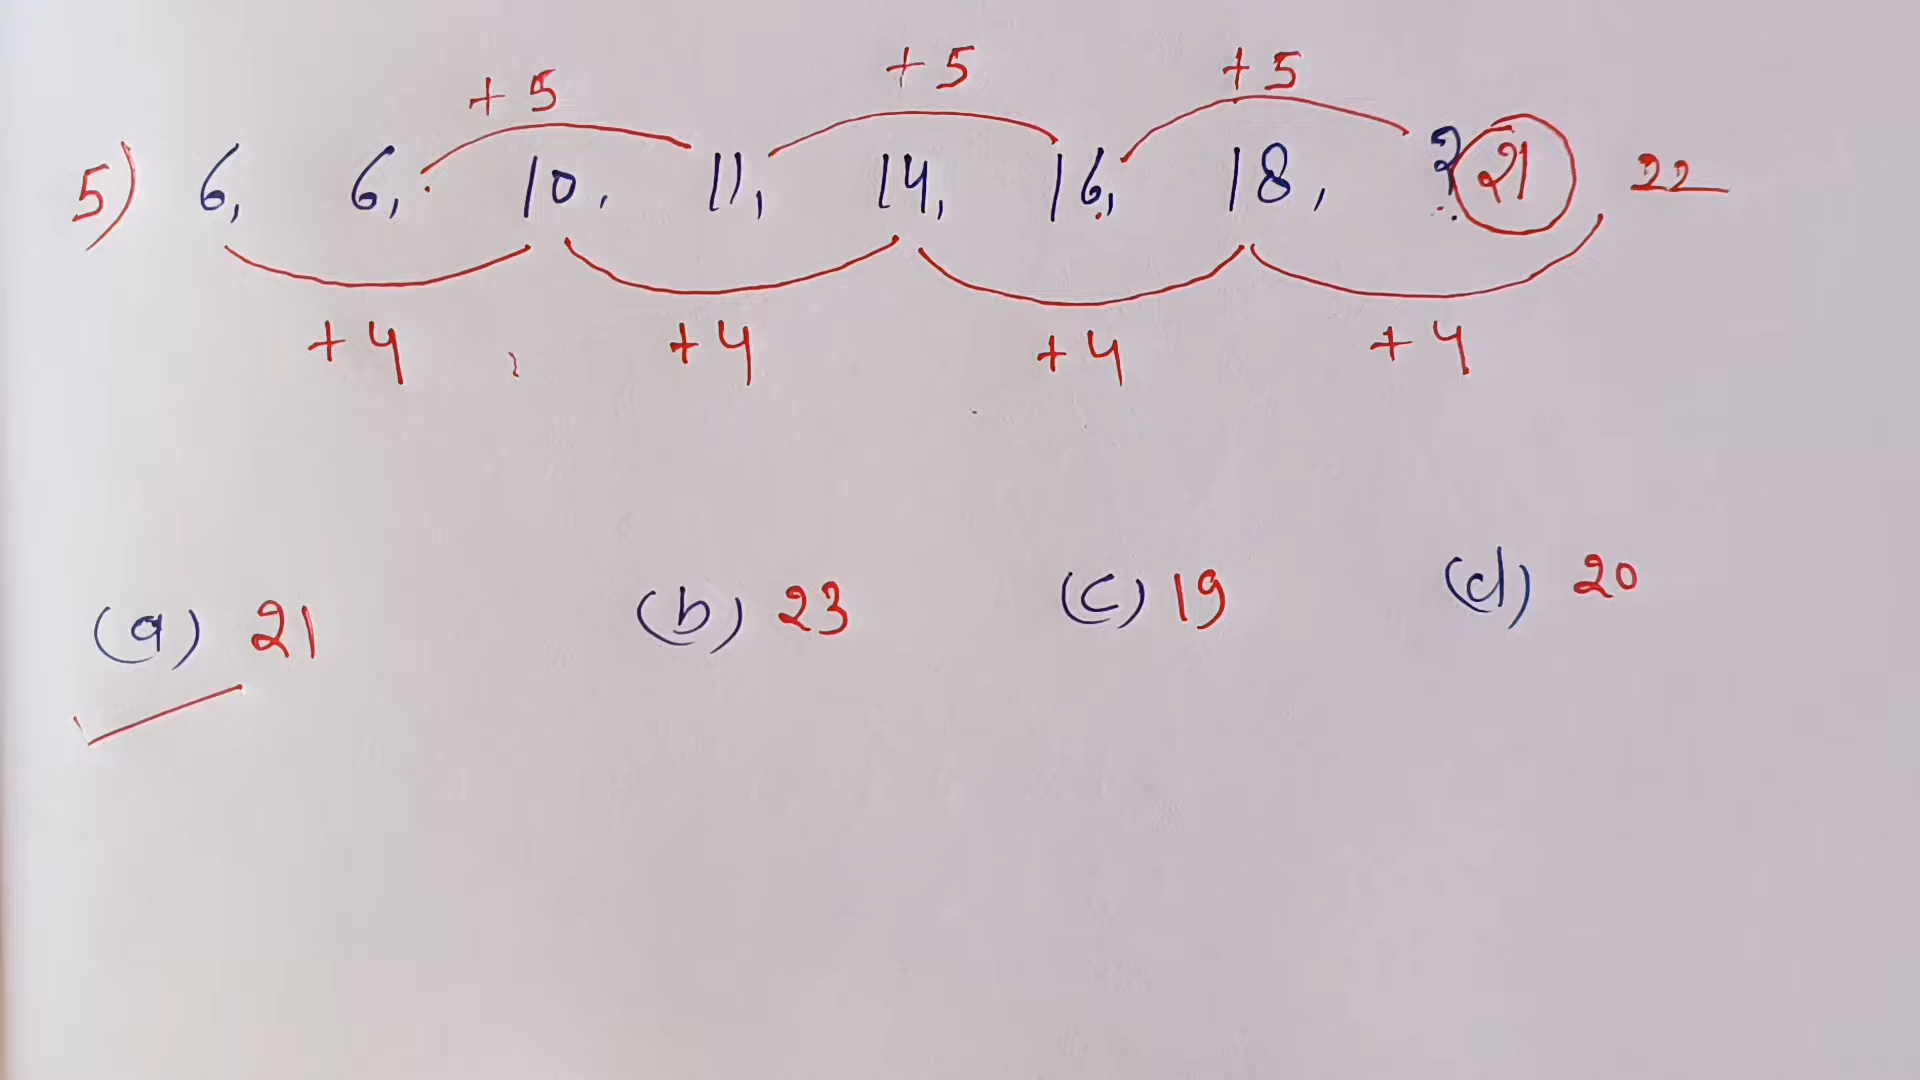 +5 +5 +5
5) 6, 6, 10, 11, 14, 16, 18, ? 21 22
+4 +4 +4 +4
(a) 21 (b) 23 (c) 19 (d) 20